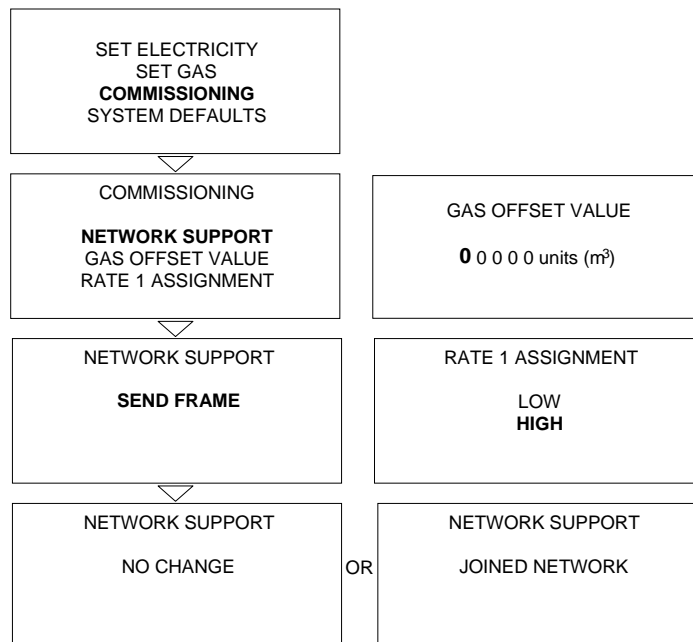 SET ELECTRICITY
SET GAS
COMMISSIONING
SYSTEM DEFAULTS
COMMISSIONING
NETWORK SUPPORT
GAS OFFSET VALUE
RATE 1 ASSIGNMENT
GAS OFFSET VALUE
0 0 0 0 0 units (m³)
NETWORK SUPPORT
SEND FRAME
RATE 1 ASSIGNMENT
LOW
HIGH
NETWORK SUPPORT
NO CHANGE
OR
NETWORK SUPPORT
JOINED NETWORK